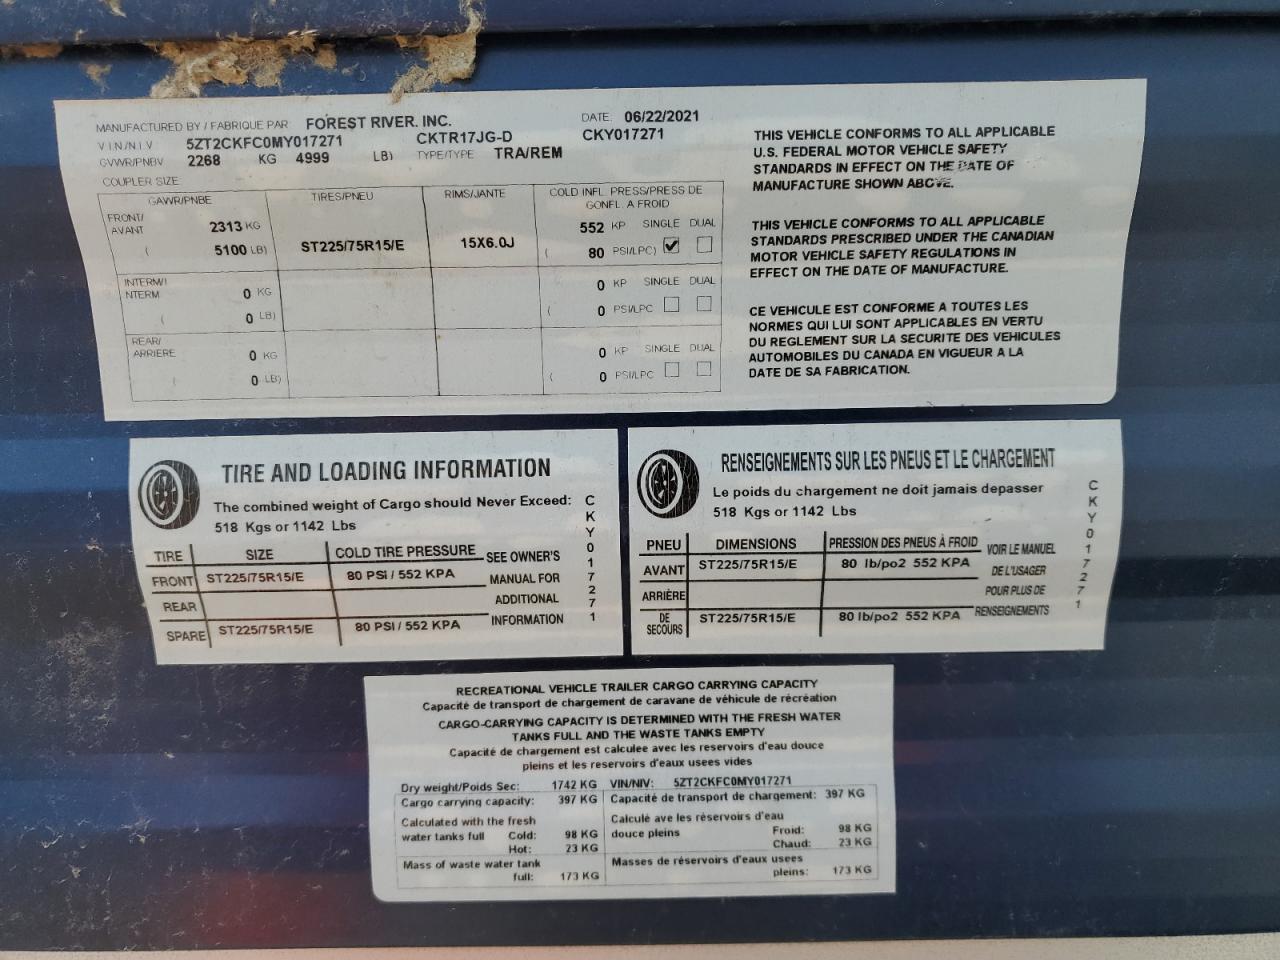 MANUFACTURED BY / FABRIQUE PAR FOREST RIVER, INC. DATE: 06/22/2021
VIN/NIV 5ZT2CKFC0MY017271 CKTR17JG-D CKY017271
GVWR/PNBV 2268 KG 4999 LB) TYPE/TYPE TRA/REM
COUPLER SIZE
GAWR/PNBE TIRES/PNEU RIMS/JANTE COLD INFL PRESS/PRESS DE
GONFL. A FROID
FRONT/
AVANT 2313 KG 552 KP SINGLE DUAL
( 5100 LB) ST225/75R15/E 15X6.0J ( 80 PSI/LPC) ✔
INTERM/I
NTERM 0 KG 0 KP SINGLE DUAL
( 0 LB) ( 0 PSI/LPC
REAR/
ARRIERE 0 KG 0 KP SINGLE DUAL
( 0 LB) ( 0 PSI/LPC
THIS VEHICLE CONFORMS TO ALL APPLICABLE
U.S. FEDERAL MOTOR VEHICLE SAFETY
STANDARDS IN EFFECT ON THE DATE OF
MANUFACTURE SHOWN ABOVE.
THIS VEHICLE CONFORMS TO ALL APPLICABLE
STANDARDS PRESCRIBED UNDER THE CANADIAN
MOTOR VEHICLE SAFETY REGULATIONS IN
EFFECT ON THE DATE OF MANUFACTURE.
CE VEHICULE EST CONFORME A TOUTES LES
NORMES QUI LUI SONT APPLICABLES EN VERTU
DU REGLEMENT SUR LA SECURITE DES VEHICULES
AUTOMOBILES DU CANADA EN VIGUEUR A LA
DATE DE SA FABRICATION.
TIRE AND LOADING INFORMATION
The combined weight of Cargo should Never Exceed:
518 Kgs or 1142 Lbs
TIRE SIZE COLD TIRE PRESSURE SEE OWNER'S
FRONT ST225/75R15/E 80 PSI / 552 KPA MANUAL FOR
REAR ADDITIONAL
SPARE ST225/75R15/E 80 PSI / 552 KPA INFORMATION
CKY017271
RENSEIGNEMENTS SUR LES PNEUS ET LE CHARGEMENT
Le poids du chargement ne doit jamais depasser
518 Kgs or 1142 Lbs
PNEU DIMENSIONS PRESSION DES PNEUS À FROID VOIR LE MANUEL
AVANT ST225/75R15/E 80 lb/po2 552 KPA DE L'USAGER
ARRIÈRE POUR PLUS DE
DE
SECOURS ST225/75R15/E 80 lb/po2 552 KPA RENSEIGNEMENTS
CKY017271
RECREATIONAL VEHICLE TRAILER CARGO CARRYING CAPACITY
Capacité de transport de chargement de caravane de véhicule de récréation
CARGO-CARRYING CAPACITY IS DETERMINED WITH THE FRESH WATER
TANKS FULL AND THE WASTE TANKS EMPTY
Capacité de chargement est calculee avec les reservoirs d'eau douce
pleins et les reservoirs d'eaux usees vides
Dry weight/Poids Sec: 1742 KG VIN/NIV: 5ZT2CKFC0MY017271
Cargo carrying capacity: 397 KG Capacité de transport de chargement: 397 KG
Calculated with the fresh Calculé ave les réservoirs d'eau
water tanks full Cold: 98 KG douce pleins Froid: 98 KG
Hot: 23 KG Chaud: 23 KG
Mass of waste water tank Masses de réservoirs d'eaux usees
full: 173 KG pleins: 173 KG